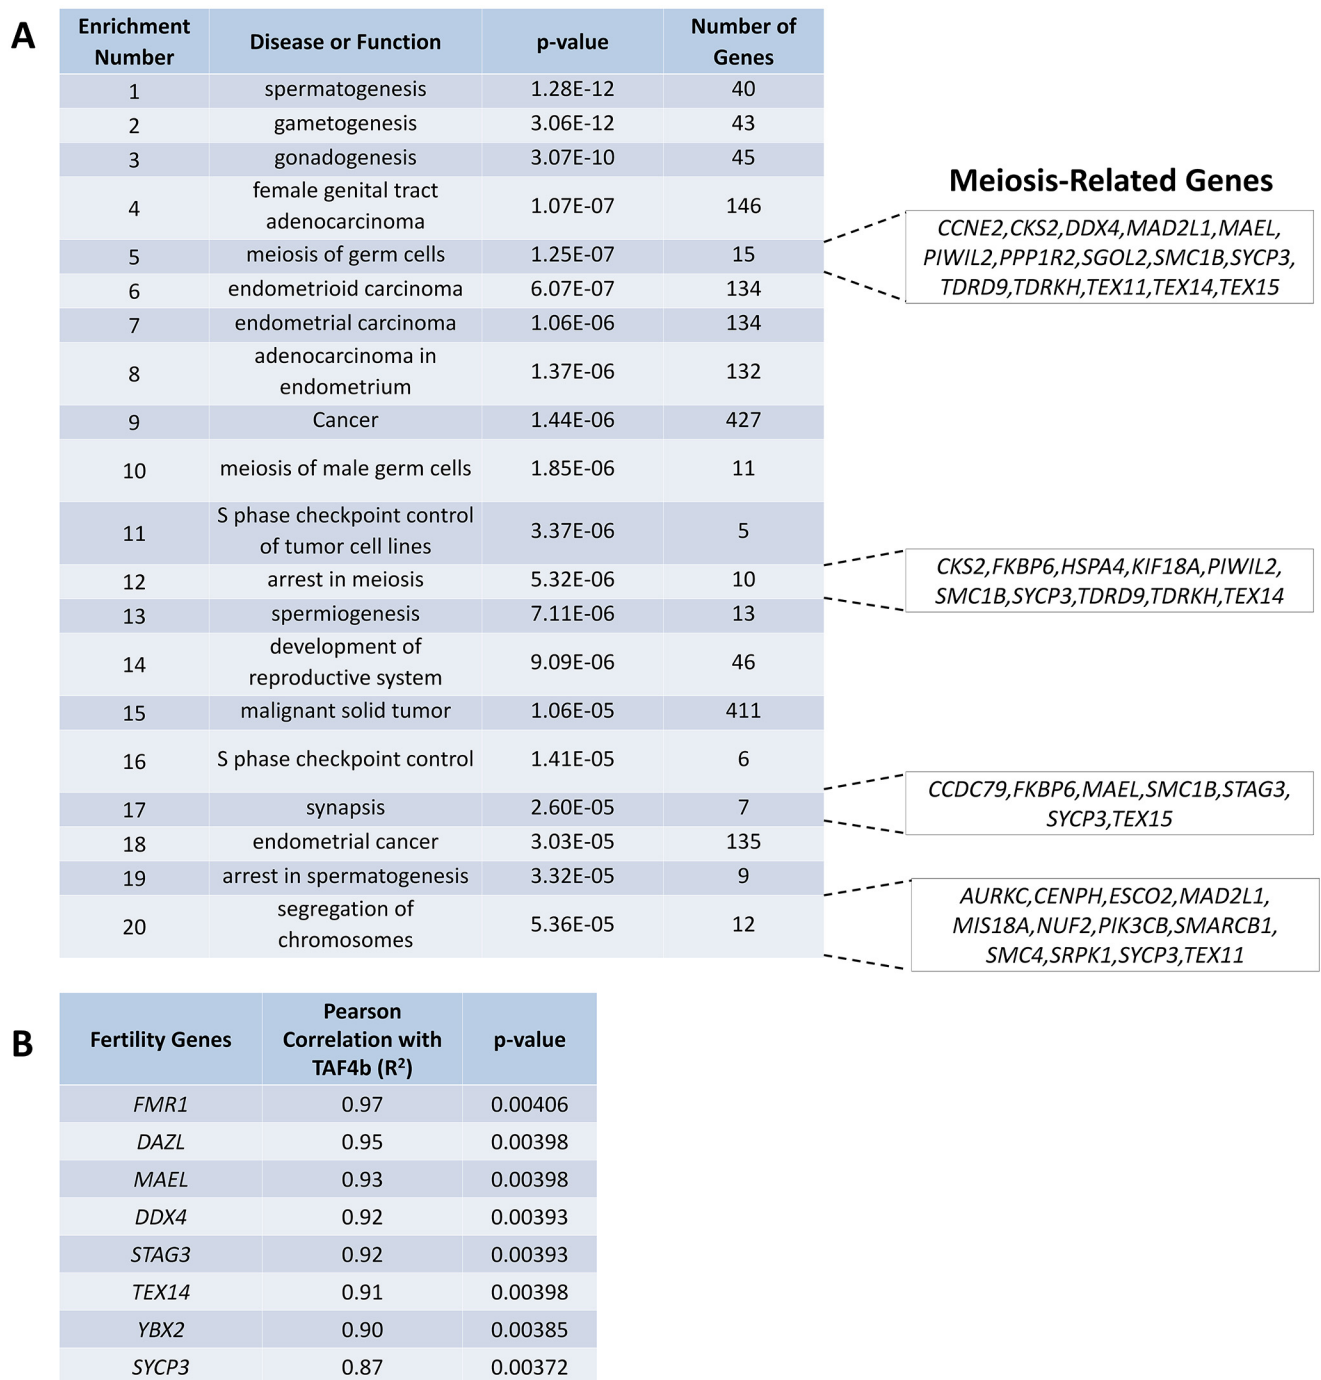 A
Enrichment Number | Disease or Function | p-value | Number of Genes
1 | spermatogenesis | 1.28E-12 | 40
2 | gametogenesis | 3.06E-12 | 43
3 | gonadogenesis | 3.07E-10 | 45
4 | female genital tract adenocarcinoma | 1.07E-07 | 146
5 | meiosis of germ cells | 1.25E-07 | 15
6 | endometrioid carcinoma | 6.07E-07 | 134
7 | endometrial carcinoma | 1.06E-06 | 134
8 | adenocarcinoma in endometrium | 1.37E-06 | 132
9 | Cancer | 1.44E-06 | 427
10 | meiosis of male germ cells | 1.85E-06 | 11
11 | S phase checkpoint control of tumor cell lines | 3.37E-06 | 5
12 | arrest in meiosis | 5.32E-06 | 10
13 | spermiogenesis | 7.11E-06 | 13
14 | development of reproductive system | 9.09E-06 | 46
15 | malignant solid tumor | 1.06E-05 | 411
16 | S phase checkpoint control | 1.41E-05 | 6
17 | synapsis | 2.60E-05 | 7
18 | endometrial cancer | 3.03E-05 | 135
19 | arrest in spermatogenesis | 3.32E-05 | 9
20 | segregation of chromosomes | 5.36E-05 | 12
Meiosis-Related Genes
CCNE2,CKS2,DDX4,MAD2L1,MAEL,
PIWIL2,PPP1R2,SGOL2,SMC1B,SYCP3,
TDRD9,TDRKH,TEX11,TEX14,TEX15
CKS2,FKBP6,HSPA4,KIF18A,PIWIL2,
SMC1B,SYCP3,TDRD9,TDRKH,TEX14
CCDC79,FKBP6,MAEL,SMC1B,STAG3,
SYCP3,TEX15
AURKC,CENPH,ESCO2,MAD2L1,
MIS18A,NUF2,PIK3CB,SMARCB1,
SMC4,SRPK1,SYCP3,TEX11
B
Fertility Genes | Pearson Correlation with TAF4b (R²) | p-value
FMR1 | 0.97 | 0.00406
DAZL | 0.95 | 0.00398
MAEL | 0.93 | 0.00398
DDX4 | 0.92 | 0.00393
STAG3 | 0.92 | 0.00393
TEX14 | 0.91 | 0.00398
YBX2 | 0.90 | 0.00385
SYCP3 | 0.87 | 0.00372